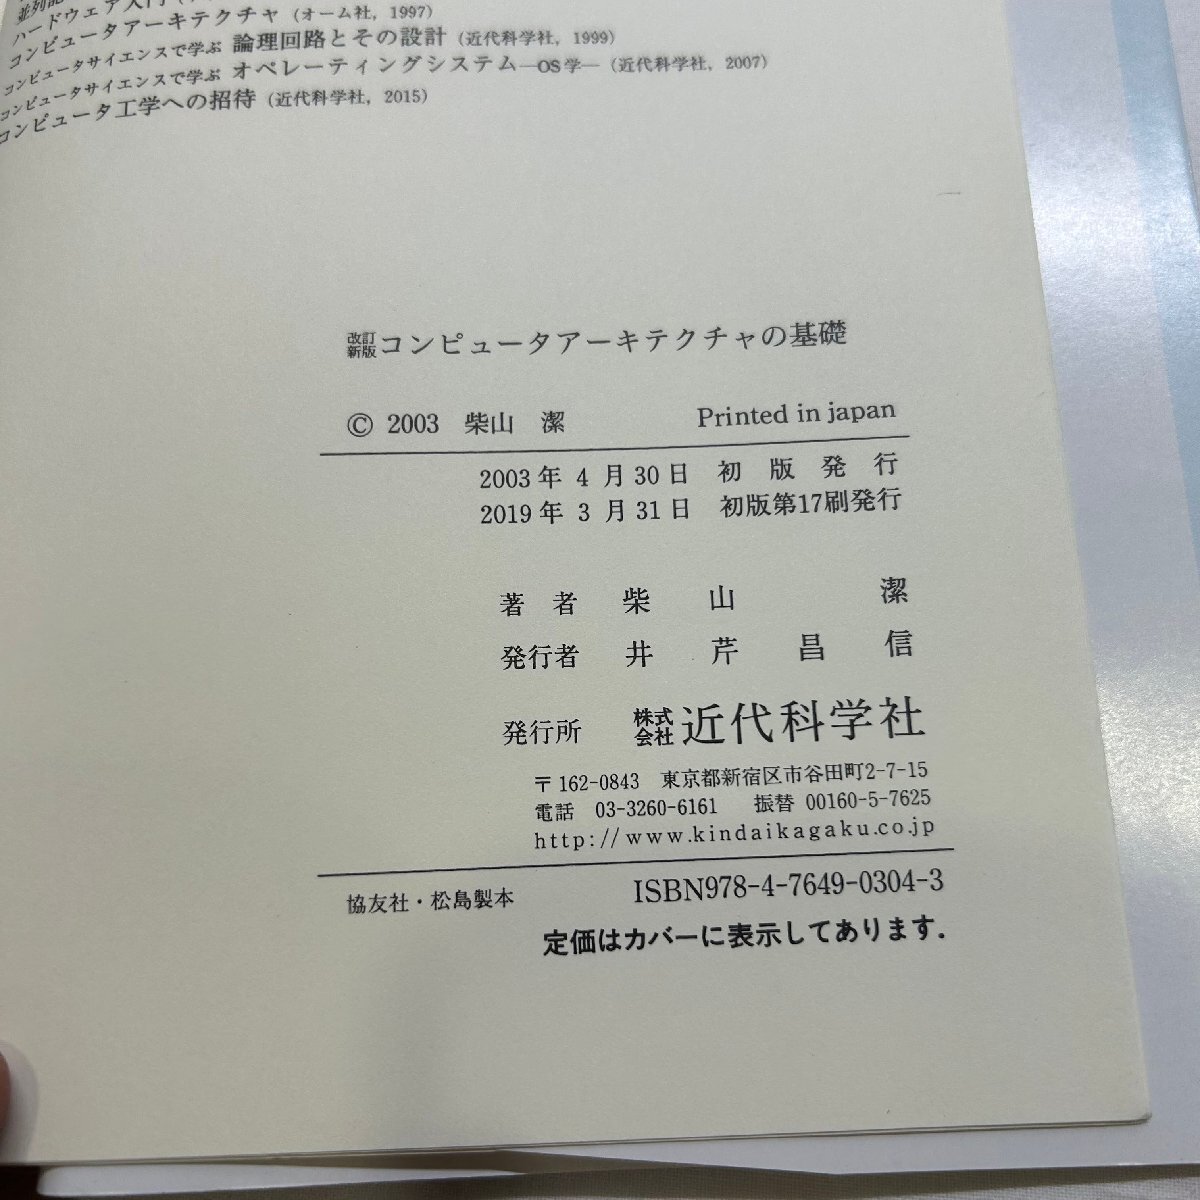 並列記
ハードウェア入門
コンピュータアーキテクチャ (オーム社, 1997)
コンピュータサイエンスで学ぶ 論理回路とその設計 (近代科学社, 1999)
コンピュータサイエンスで学ぶ オペレーティングシステム—OS学— (近代科学社, 2007)
コンピュータ工学への招待 (近代科学社, 2015)
改訂新版 コンピュータアーキテクチャの基礎
© 2003 柴山 潔 Printed in japan
2003年 4 月 30日 初版発行
2019年 3 月 31日 初版第17刷発行
著者 柴山 潔
発行者 井芹昌信
発行所 株式会社 近代科学社
〒162-0843 東京都新宿区市谷田町2-7-15
電話 03-3260-6161 振替 00160-5-7625
http://www.kindaikagaku.co.jp
協友社・松島製本 ISBN978-4-7649-0304-3
定価はカバーに表示してあります.